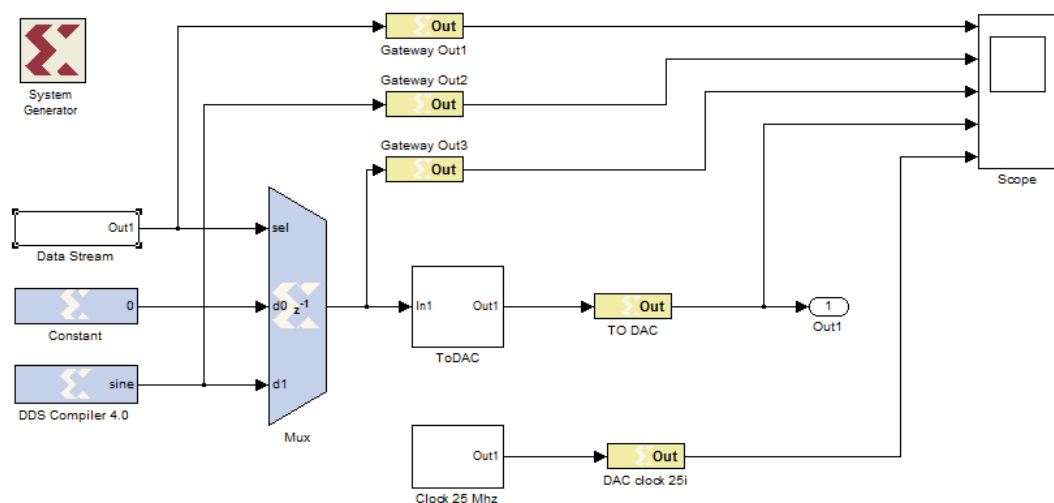 System
Generator
Out
Gateway Out1
Gateway Out2
Out
Gateway Out3
Out
Scope
Out1
Data Stream
sel
0
Constant
d0
z-1
sine
DDS Compiler 4.0
d1
Mux
In1
Out1
ToDAC
Out
TO DAC
1
Out1
Out1
Clock 25 Mhz
Out
DAC clock 25i